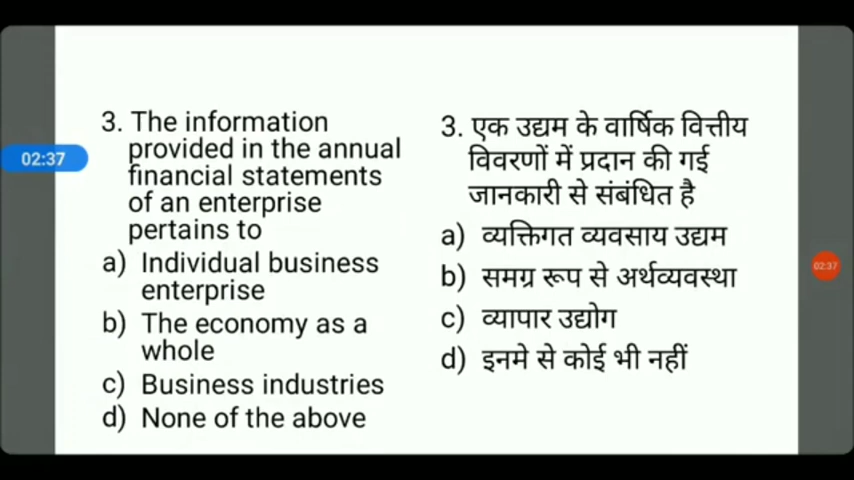 3. The information
provided in the annual
financial statements
of an enterprise
pertains to
a) Individual business
enterprise
b) The economy as a
whole
c) Business industries
d) None of the above
3. एक उद्यम के वार्षिक वित्तीय
विवरणों में प्रदान की गई
जानकारी से संबंधित है
a) व्यक्तिगत व्यवसाय उद्यम
b) समग्र रूप से अर्थव्यवस्था
c) व्यापार उद्योग
d) इनमे से कोई भी नहीं
02:37
02:37